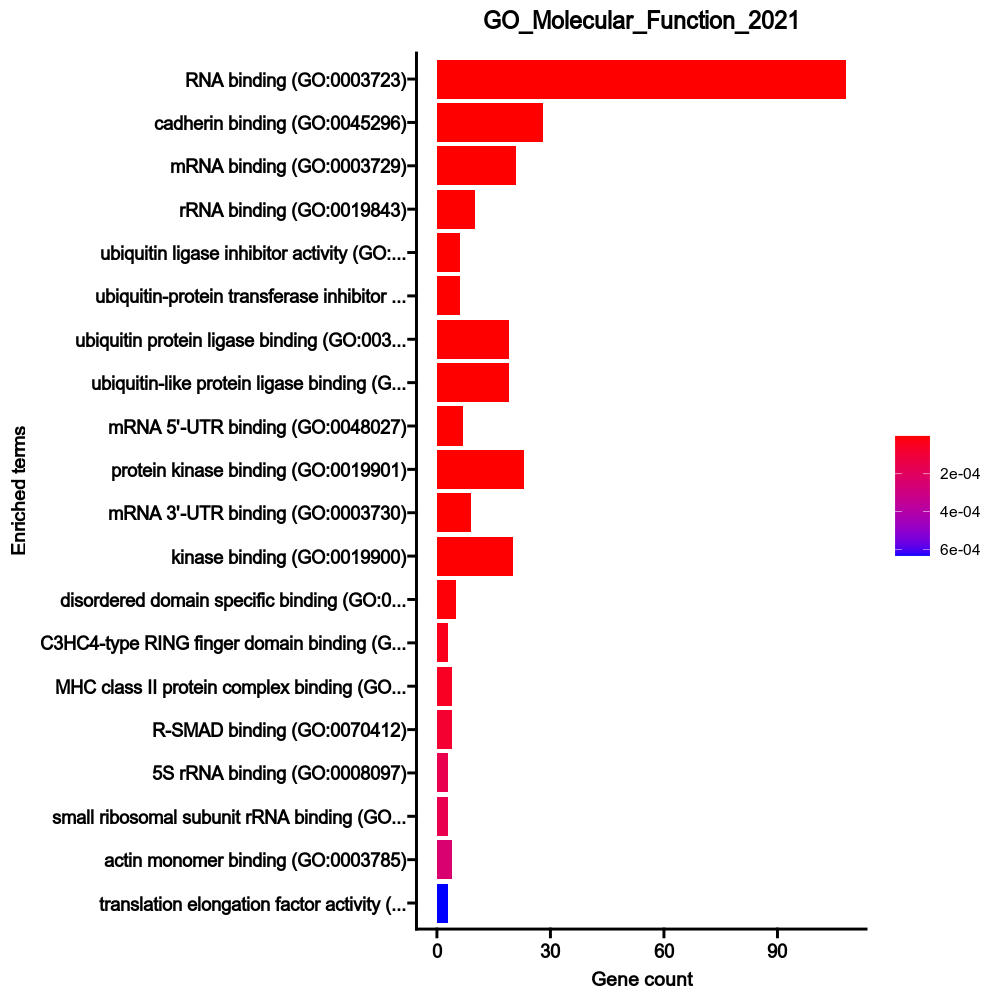 GO_Molecular_Function_2021
RNA binding (GO:0003723)
cadherin binding (GO:0045296)
mRNA binding (GO:0003729)
rRNA binding (GO:0019843)
ubiquitin ligase inhibitor activity (GO:...
ubiquitin-protein transferase inhibitor ...
ubiquitin protein ligase binding (GO:003...
ubiquitin-like protein ligase binding (G...
mRNA 5'-UTR binding (GO:0048027)
protein kinase binding (GO:0019901)
mRNA 3'-UTR binding (GO:0003730)
kinase binding (GO:0019900)
disordered domain specific binding (GO:0...
C3HC4-type RING finger domain binding (G...
MHC class II protein complex binding (GO...
R-SMAD binding (GO:0070412)
5S rRNA binding (GO:0008097)
small ribosomal subunit rRNA binding (GO...
actin monomer binding (GO:0003785)
translation elongation factor activity (...
Enriched terms
0 30 60 90
Gene count
2e-04
4e-04
6e-04